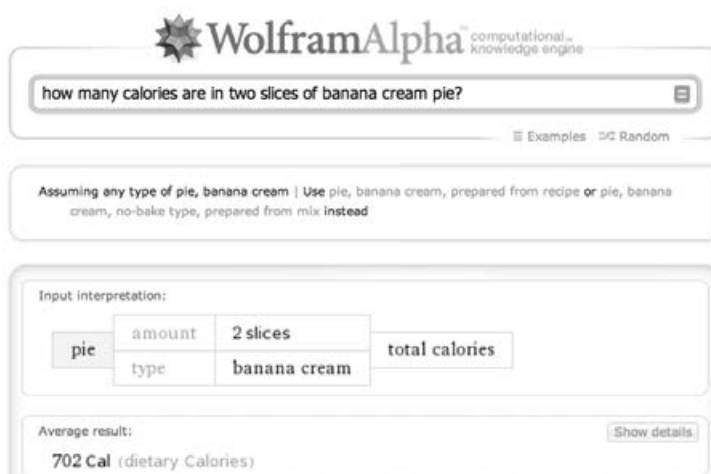 WolframAlpha™ computational™
knowledge engine
how many calories are in two slices of banana cream pie?
Examples Random
Assuming any type of pie, banana cream | Use pie, banana cream, prepared from recipe or pie, banana
cream, no-bake type, prepared from mix instead
Input interpretation:
pie
amount 2 slices
type banana cream
total calories
Average result:
Show details
702 Cal (dietary Calories)